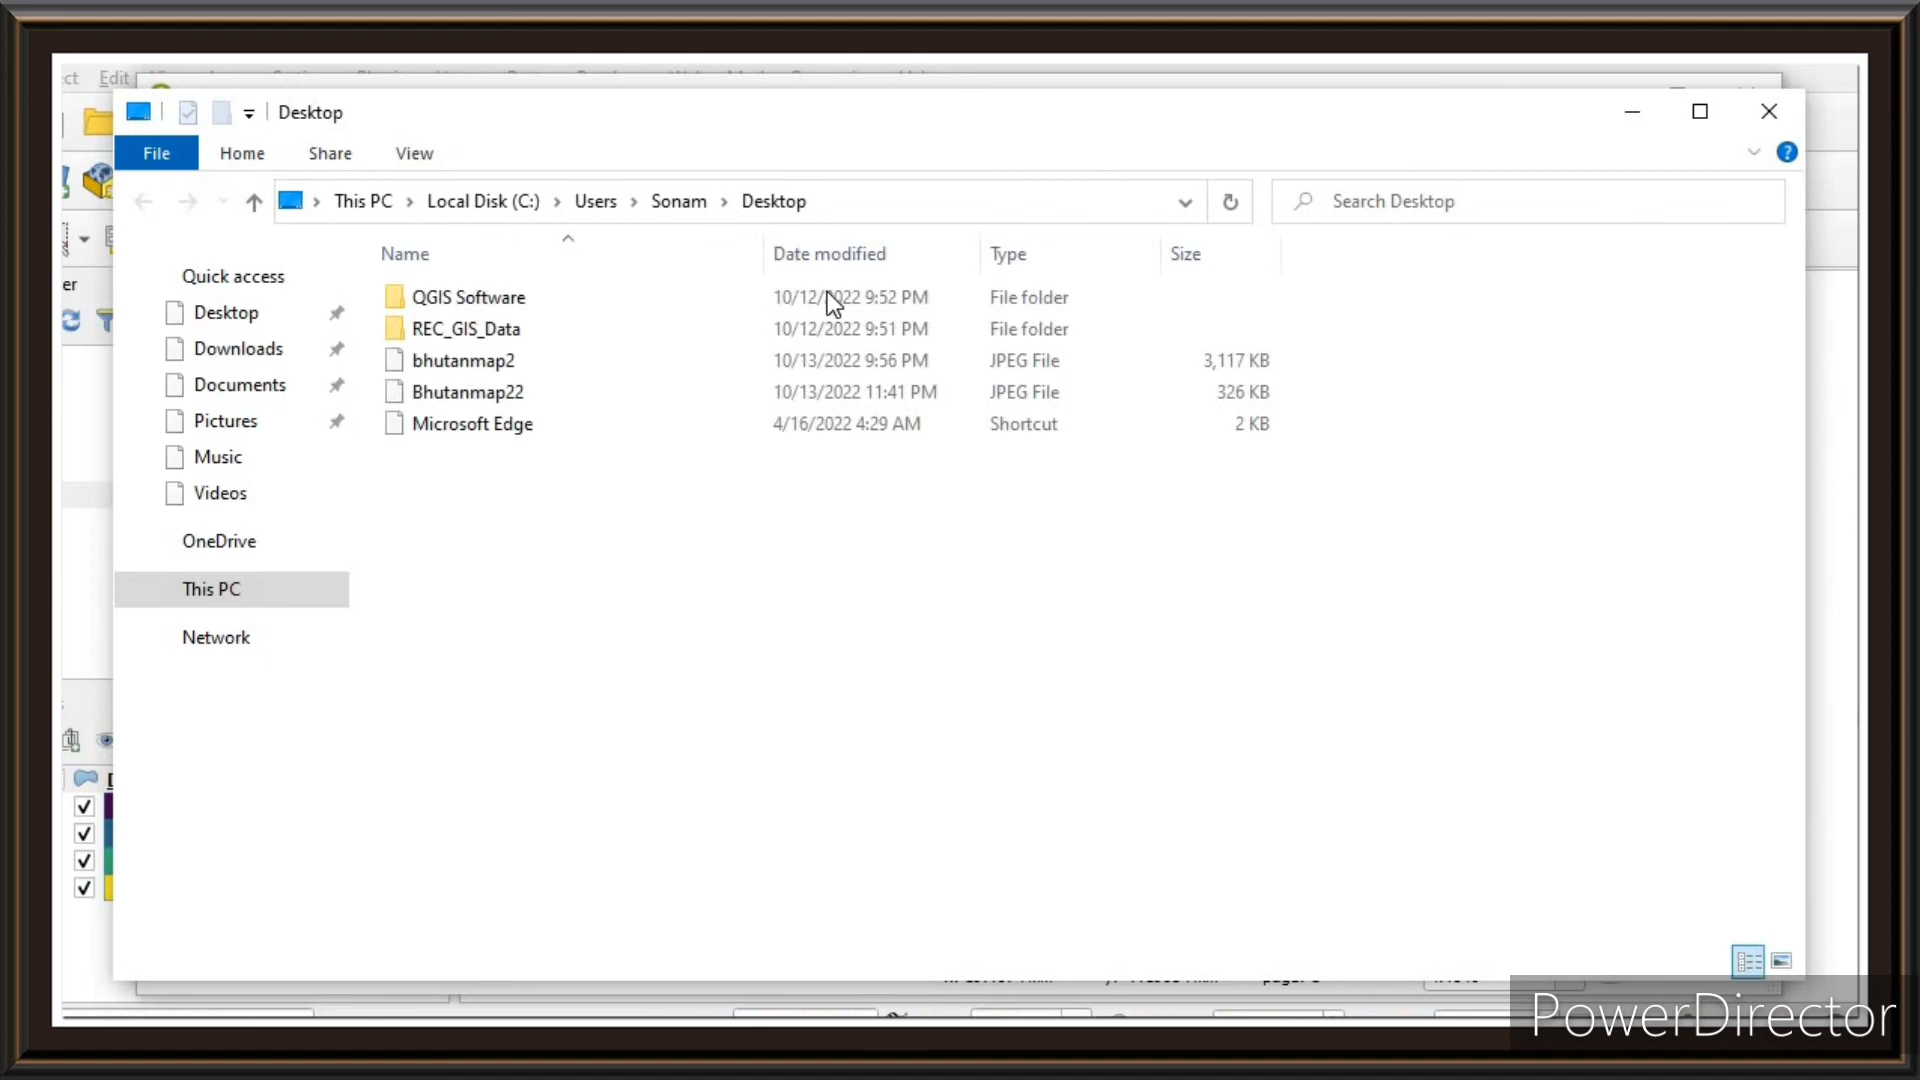 ect Edit
Desktop
File Home Share View
This PC Local Disk (C:) Users Sonam Desktop
Search Desktop
Name Date modified Type Size
er
Quick access
Desktop
Downloads
Documents
Pictures
Music
Videos
OneDrive
This PC
Network
QGIS Software 10/12/2022 9:52 PM File folder
REC_GIS_Data 10/12/2022 9:51 PM File folder
bhutanmap2 10/13/2022 9:56 PM JPEG File 3,117 KB
Bhutanmap22 10/13/2022 11:41 PM JPEG File 326 KB
Microsoft Edge 4/16/2022 4:29 AM Shortcut 2 KB
PowerDirector